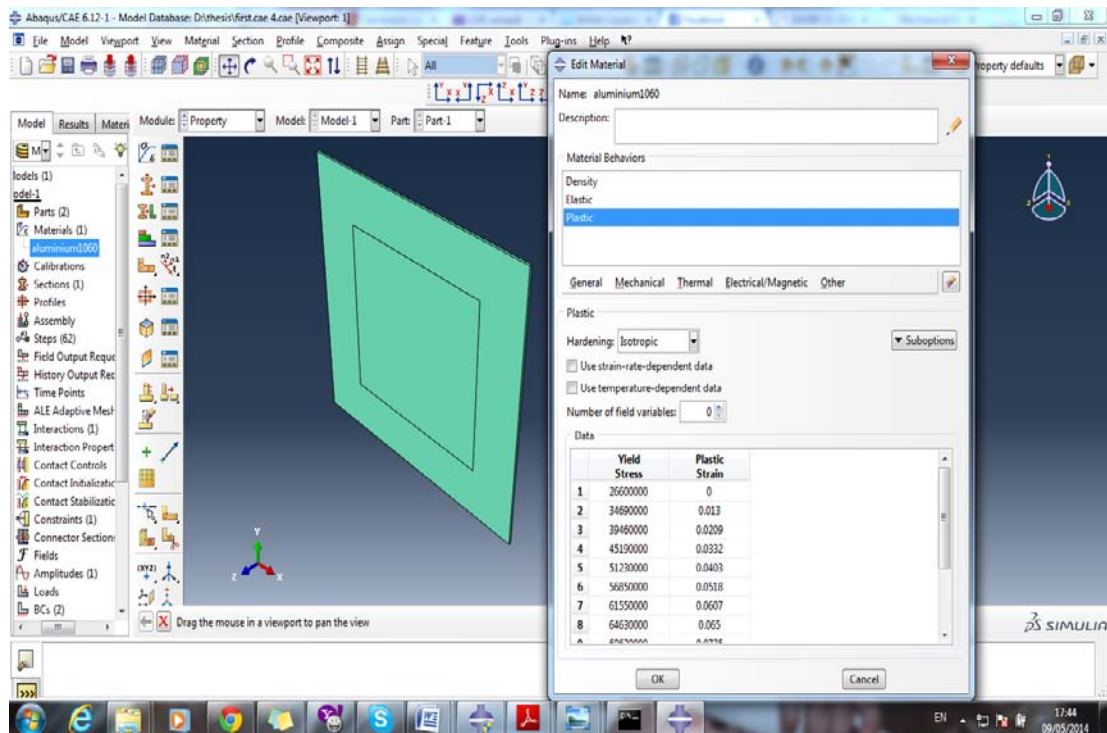 Abaqus/CAE 6.12-1 - Model Database: D:\thesis\first.cae 4.cae [Viewport: 1]
File Model Viewport View Material Section Profile Composite Assign Special Feature Tools Plug-ins Help
All
Property defaults
Model Results Materi
Module: Property Model: Model-1 Part: Part-1
Models (1)
Model-1
Parts (2)
Materials (1)
aluminium1060
Calibrations
Sections (1)
Profiles
Assembly
Steps (62)
Field Output Reque
History Output Rec
Time Points
ALE Adaptive Mesh
Interactions (1)
Interaction Propert
Contact Controls
Contact Initializatic
Contact Stabilizatic
Constraints (1)
Connector Sections
Fields
Amplitudes (1)
Loads
BCs (2)
Y
Z X
Drag the mouse in a viewport to pan the view
SIMULIA
Edit Material
Name: aluminium1060
Description:
Material Behaviors
Density
Elastic
Plastic
General Mechanical Thermal Electrical/Magnetic Other
Plastic
Hardening: Isotropic Suboptions
Use strain-rate-dependent data
Use temperature-dependent data
Number of field variables: 0
Data
Yield Stress Plastic Strain
1 26600000 0
2 34690000 0.013
3 39460000 0.0209
4 45190000 0.0332
5 51230000 0.0403
6 56850000 0.0518
7 61550000 0.0607
8 64630000 0.065
OK Cancel
EN 17:44
09/05/2014